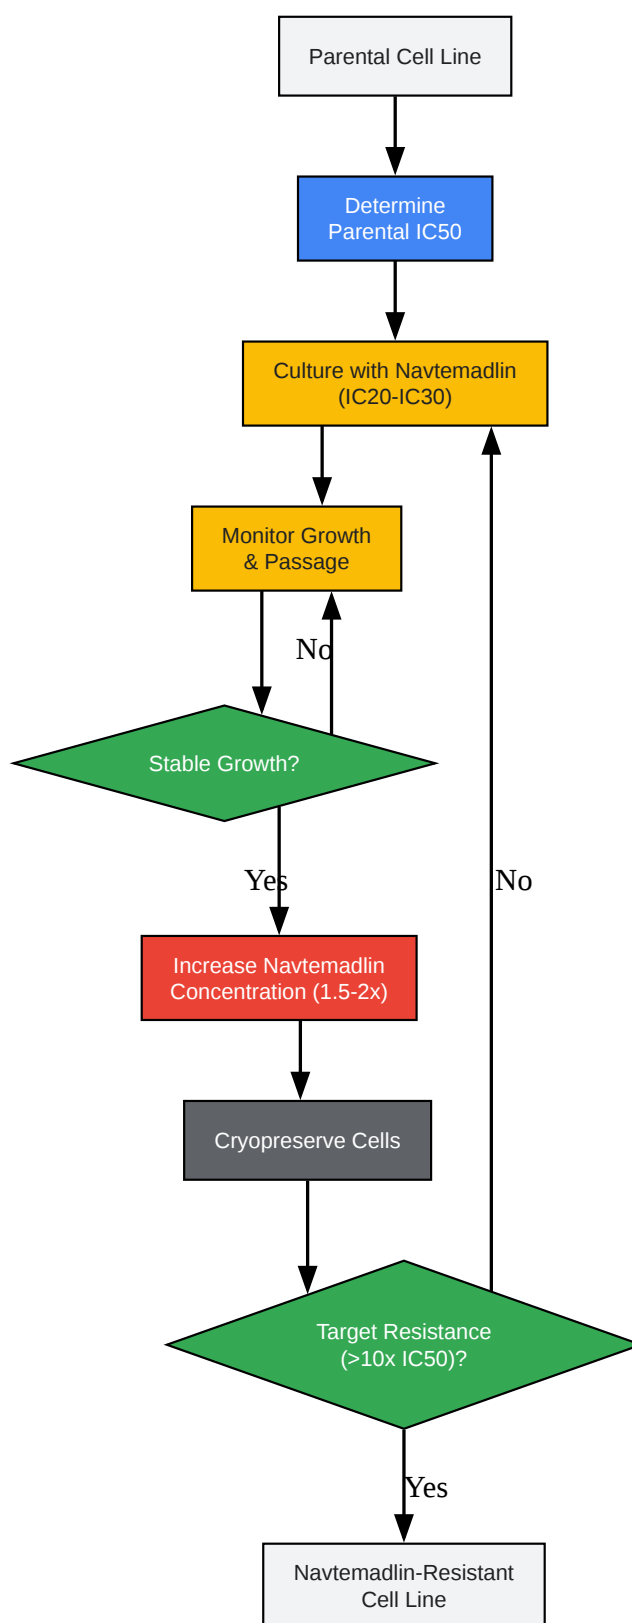 Parental Cell Line
Determine
Parental IC50
Culture with Navtemadlin
(IC20-IC30)
Monitor Growth
& Passage
No
Stable Growth?
Yes
No
Increase Navtemadlin
Concentration (1.5-2x)
Cryopreserve Cells
Target Resistance
(>10x IC50)?
Yes
Navtemadlin-Resistant
Cell Line